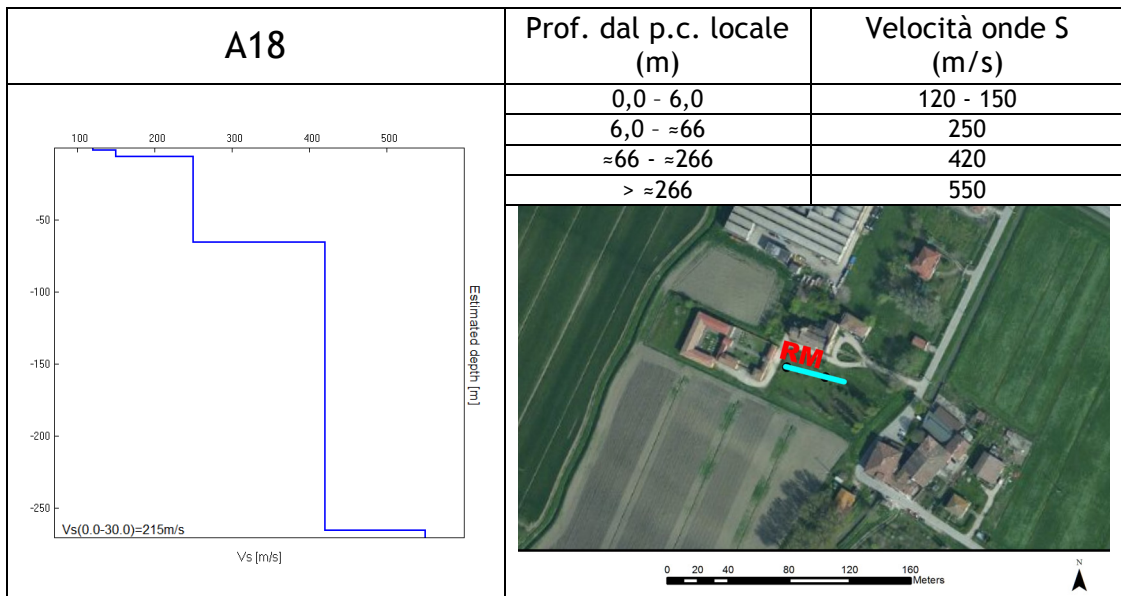 A18
Prof. dal p.c. locale
(m)
Velocità onde S
(m/s)
0,0 – 6,0
120 - 150
6,0 – ≈66
250
≈66 - ≈266
420
> ≈266
550
100 200 300 400 500
-50
-100
-150
-200
-250
Estimated depth [m]
Vs(0.0-30.0)=215m/s
Vs [m/s]
RM
0 20 40 80 120 160
Meters
N